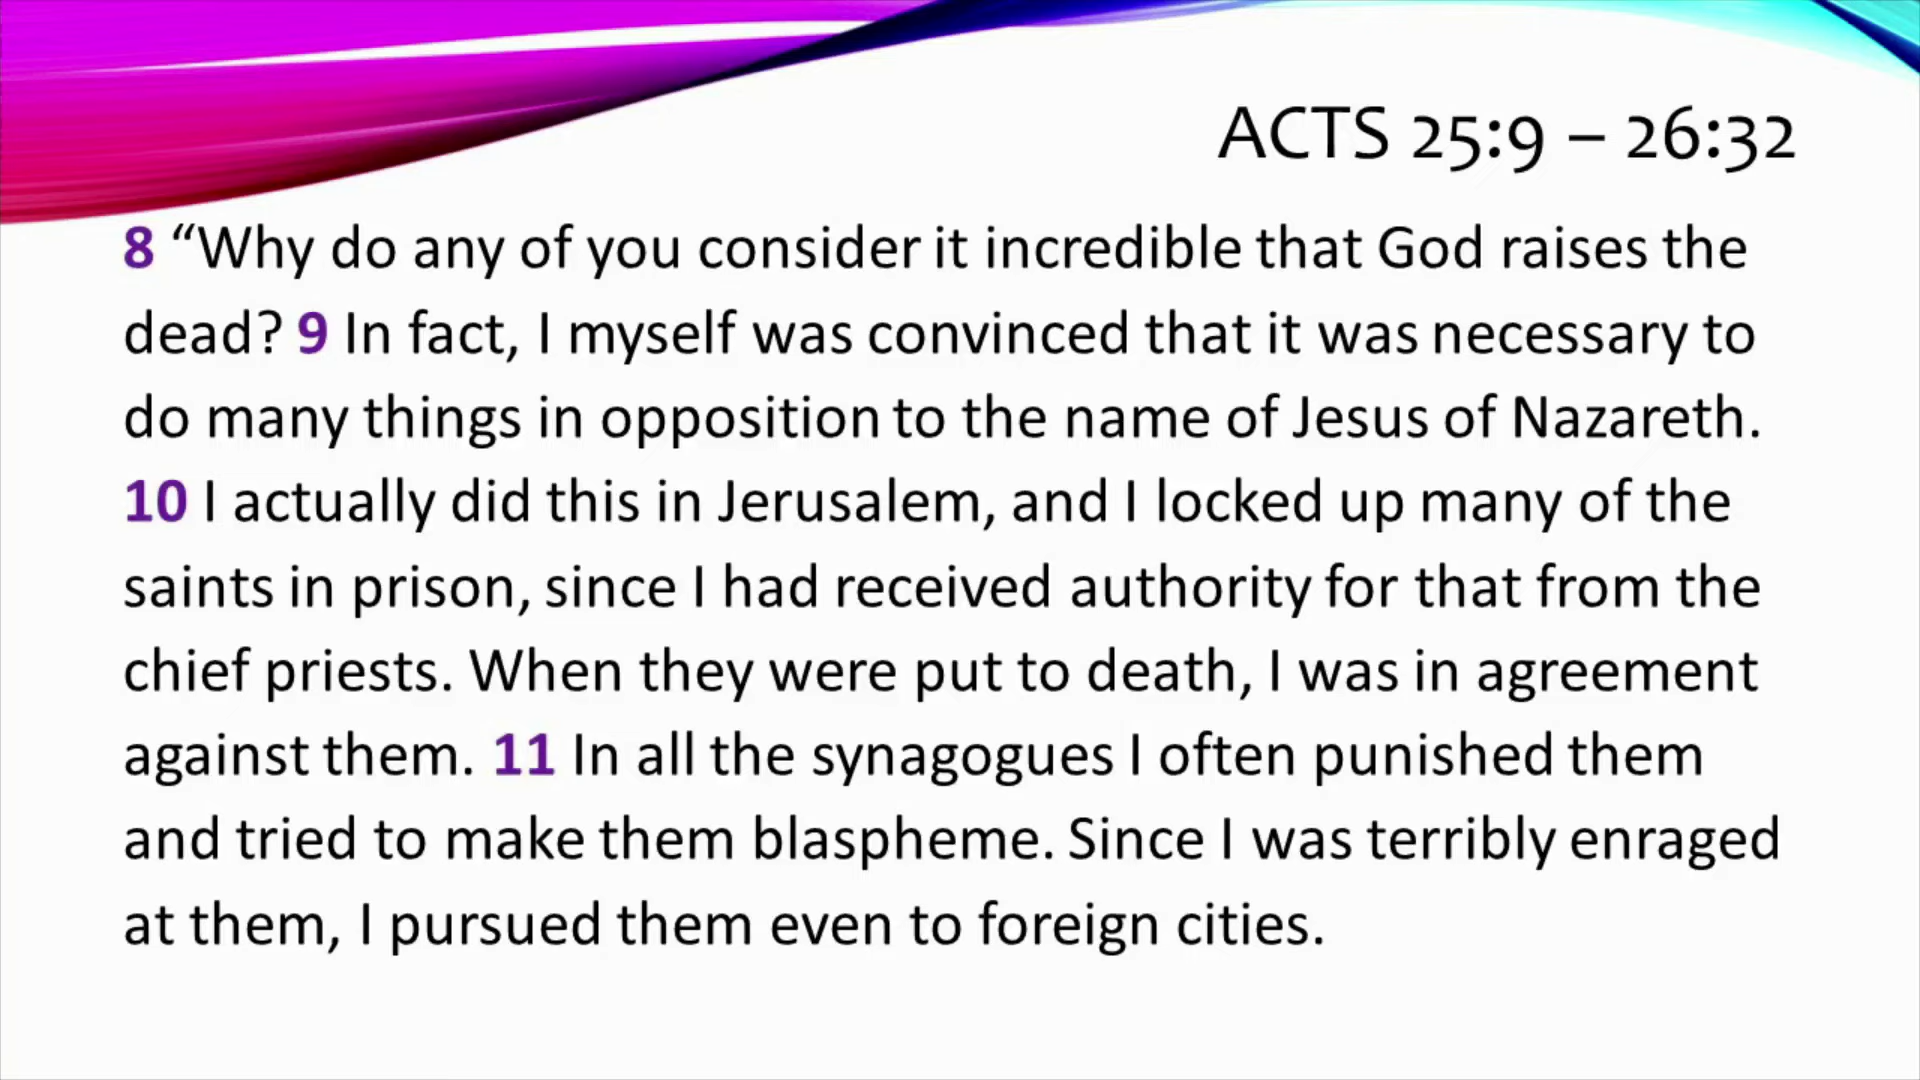 ACTS 25:9 – 26:32
8 “Why do any of you consider it incredible that God raises the
dead? 9 In fact, I myself was convinced that it was necessary to
do many things in opposition to the name of Jesus of Nazareth.
10 I actually did this in Jerusalem, and I locked up many of the
saints in prison, since I had received authority for that from the
chief priests. When they were put to death, I was in agreement
against them. 11 In all the synagogues I often punished them
and tried to make them blaspheme. Since I was terribly enraged
at them, I pursued them even to foreign cities.